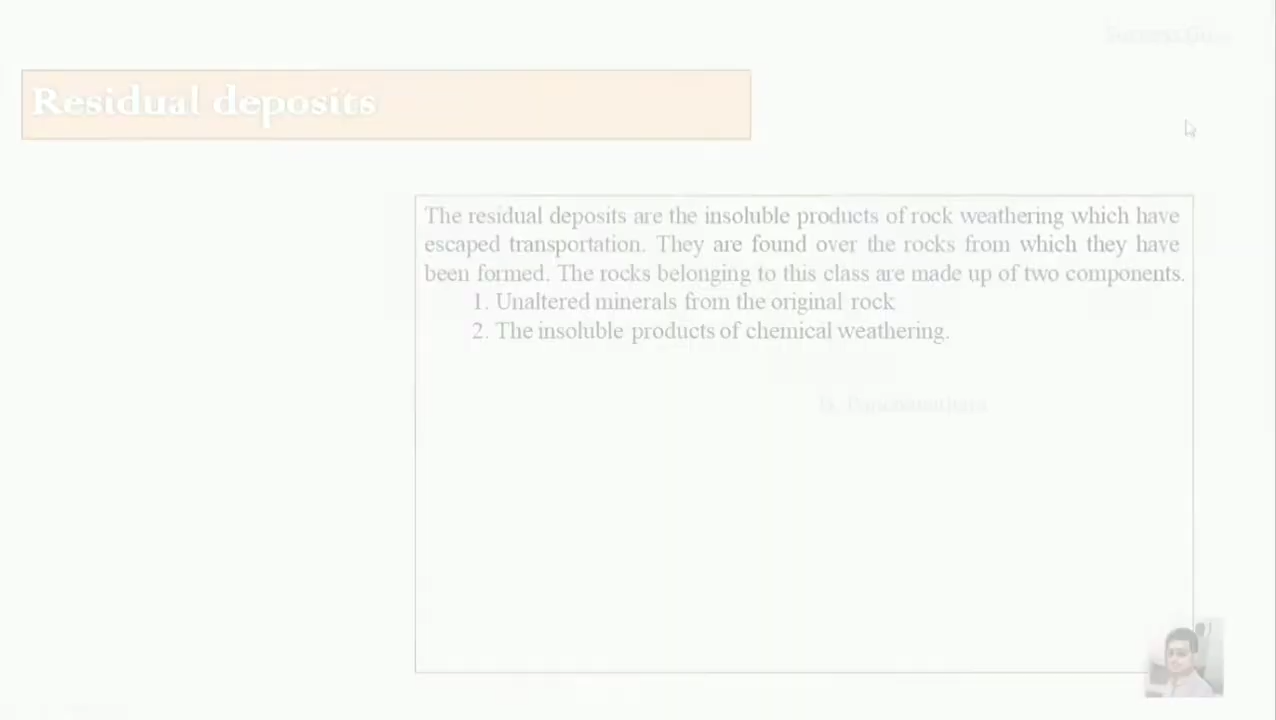 Residual deposits
The residual deposits are the insoluble products of rock weathering which have
escaped transportation. They are found over the rocks from which they have
been formed. The rocks belonging to this class are made up of two components.
1. Unaltered minerals from the original rock
2. The insoluble products of chemical weathering.